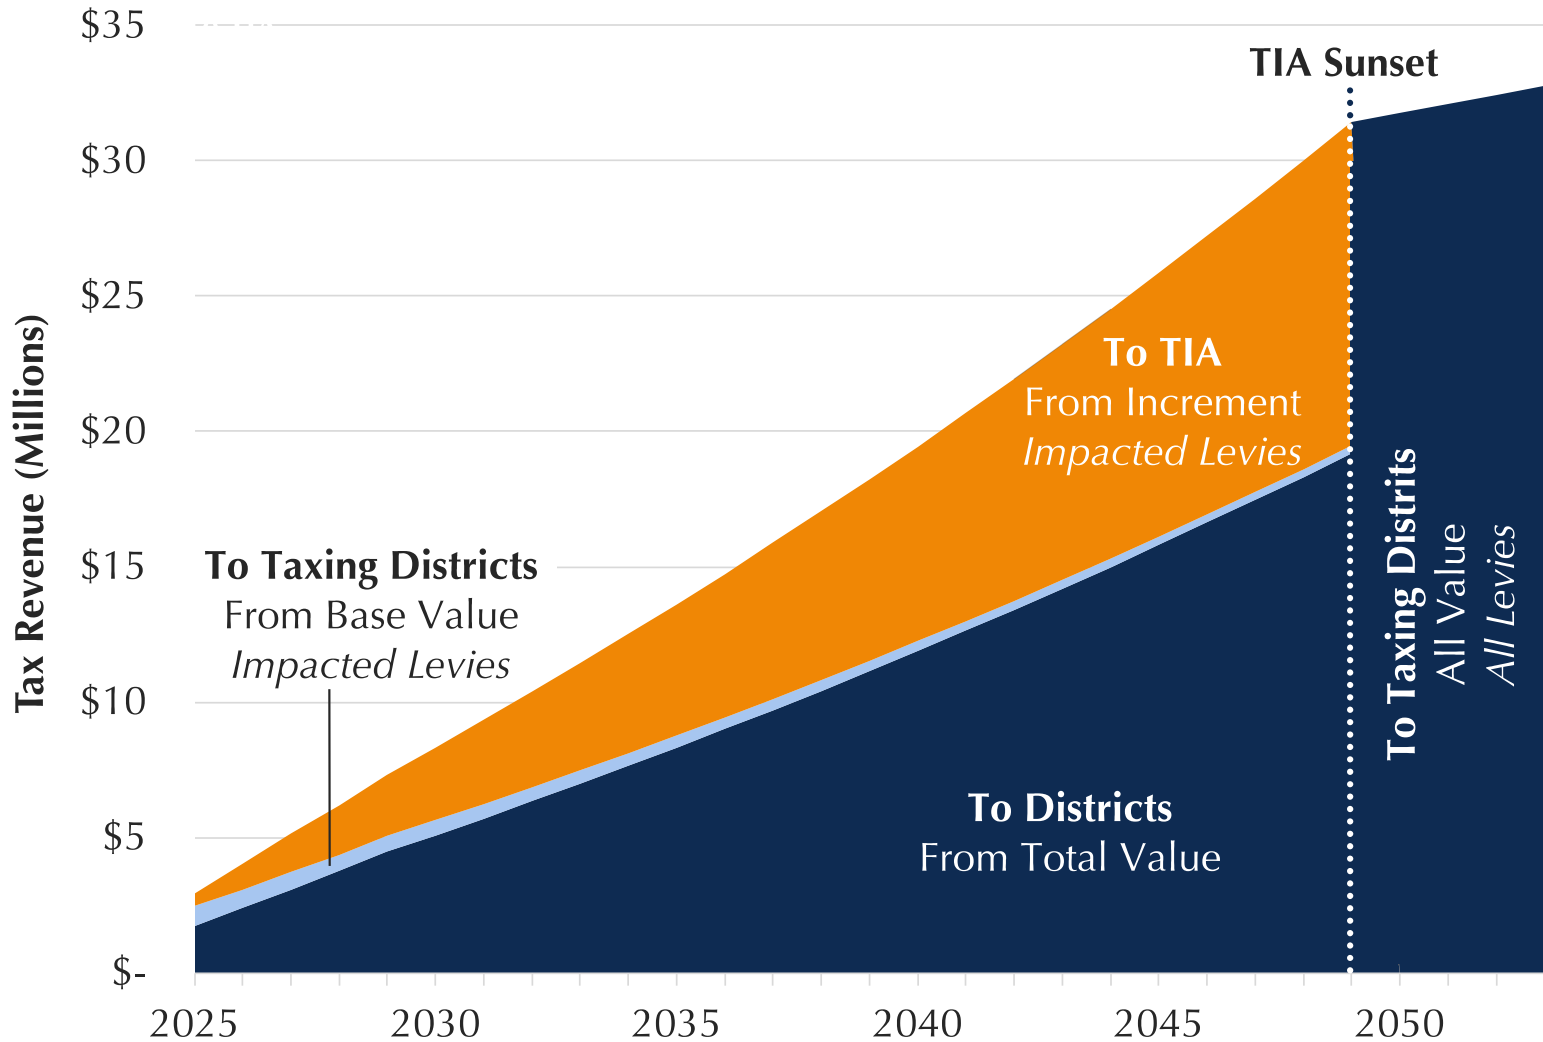 $35
$30
$25
$20
$15
$10
$5
$-
Tax Revenue (Millions)
2025
2030
2035
2040
2045
2050
TIA Sunset
To TIA
From Increment
Impacted Levies
To Taxing Districts
From Base Value
Impacted Levies
To Districts
From Total Value
To Taxing Distrits
All Value
All Levies